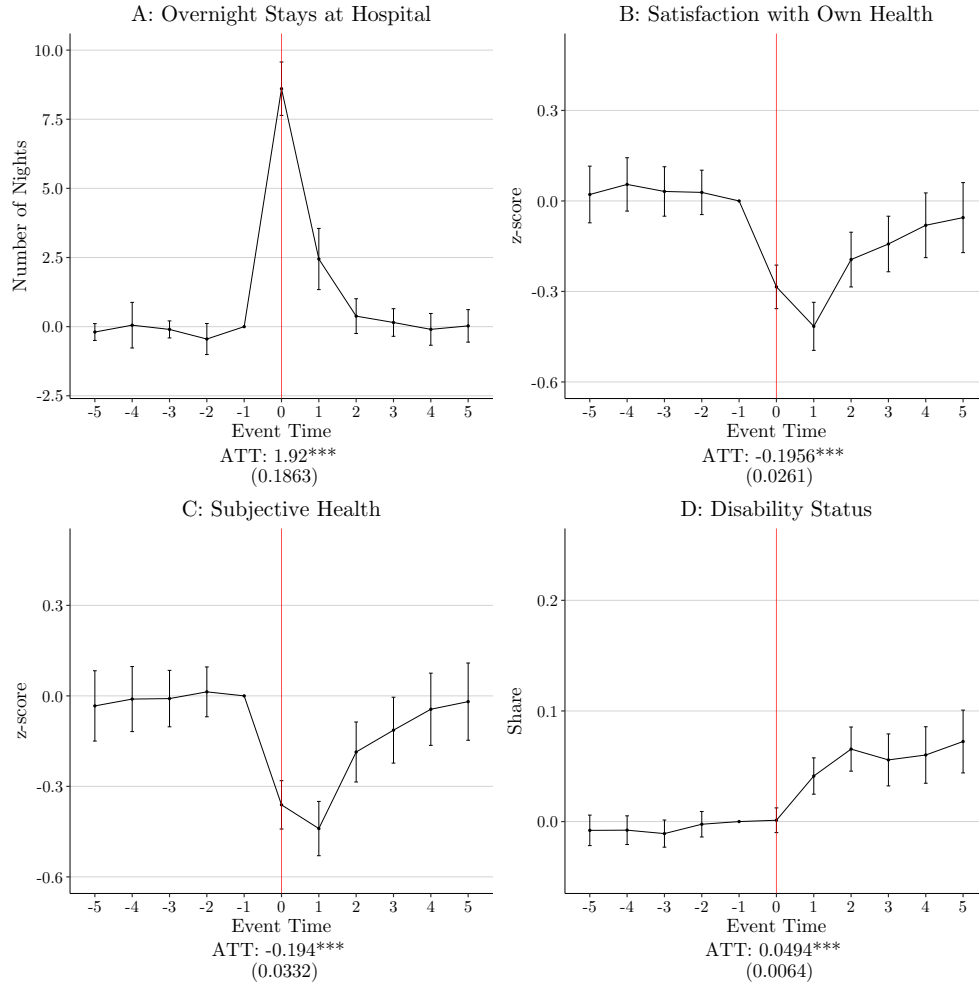 A: Overnight Stays at Hospital
Number of Nights
10.0
7.5
5.0
2.5
0.0
-2.5
-5 -4 -3 -2 -1 0 1 2 3 4 5
Event Time
ATT: 1.92***
(0.1863)
B: Satisfaction with Own Health
z-score
0.3
0.0
-0.3
-0.6
-5 -4 -3 -2 -1 0 1 2 3 4 5
Event Time
ATT: -0.1956***
(0.0261)
C: Subjective Health
z-score
0.3
0.0
-0.3
-0.6
-5 -4 -3 -2 -1 0 1 2 3 4 5
Event Time
ATT: -0.194***
(0.0332)
D: Disability Status
Share
0.2
0.1
0.0
-5 -4 -3 -2 -1 0 1 2 3 4 5
Event Time
ATT: 0.0494***
(0.0064)